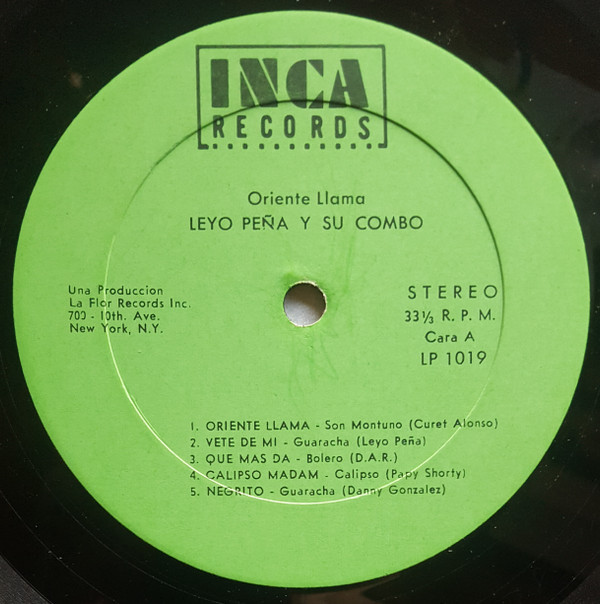 INCA
RECORDS
Oriente Llama
LEYO PEÑA Y SU COMBO
Una Produccion
La Flor Records Inc.
700 - 10th. Ave.
New York, N.Y.
STEREO
33⅓ R. P. M.
Cara A
LP 1019
1. ORIENTE LLAMA - Son Montuno (Curet Alonso)
2. VETE DE MI - Guaracha (Leyo Peña)
3. QUE MAS DA - Bolero (D.A.R.)
4. CALIPSO MADAM - Calipso (Papy Shorty)
5. NEGRITO - Guaracha (Danny Gonzalez)